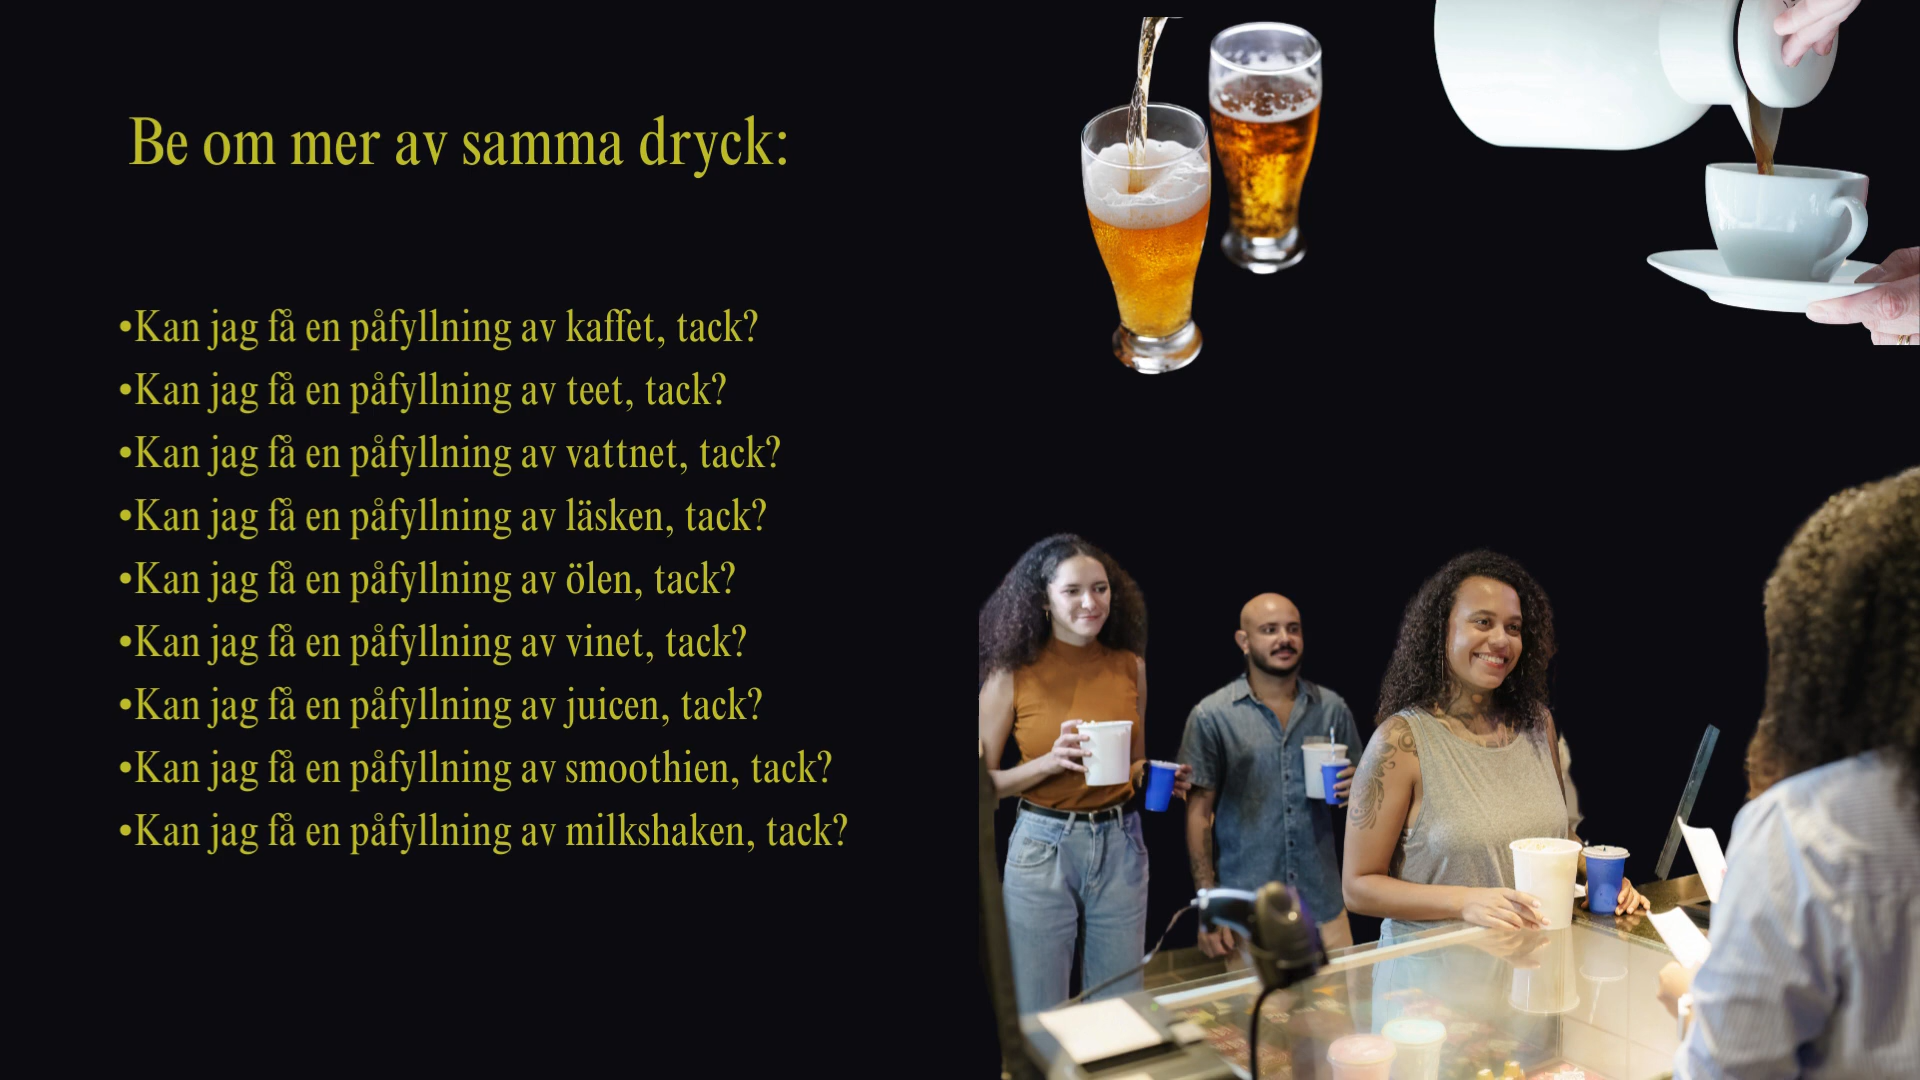 Be om mer av samma dryck:
•Kan jag få en påfyllning av kaffet, tack?
•Kan jag få en påfyllning av teet, tack?
•Kan jag få en påfyllning av vattnet, tack?
•Kan jag få en påfyllning av läsken, tack?
•Kan jag få en påfyllning av ölen, tack?
•Kan jag få en påfyllning av vinet, tack?
•Kan jag få en påfyllning av juicen, tack?
•Kan jag få en påfyllning av smoothien, tack?
•Kan jag få en påfyllning av milkshaken, tack?